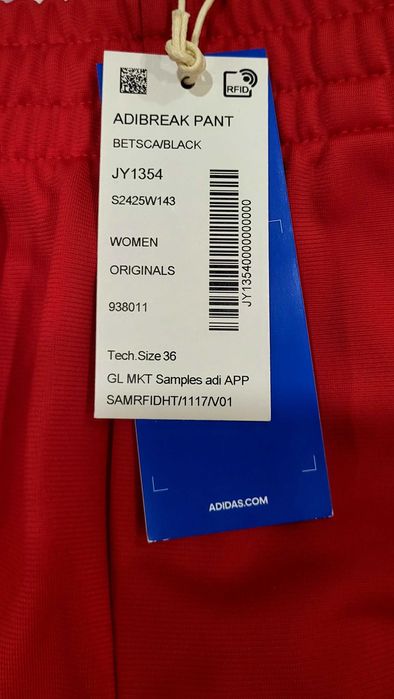 RFID
ADIBREAK PANT
BETSCA/BLACK
JY1354
S2425W143
WOMEN
ORIGINALS
938011
JY13540000000000
Tech.Size 36
GL MKT Samples adi APP
SAMRFIDHT/1117/V01
ADIDAS.COM